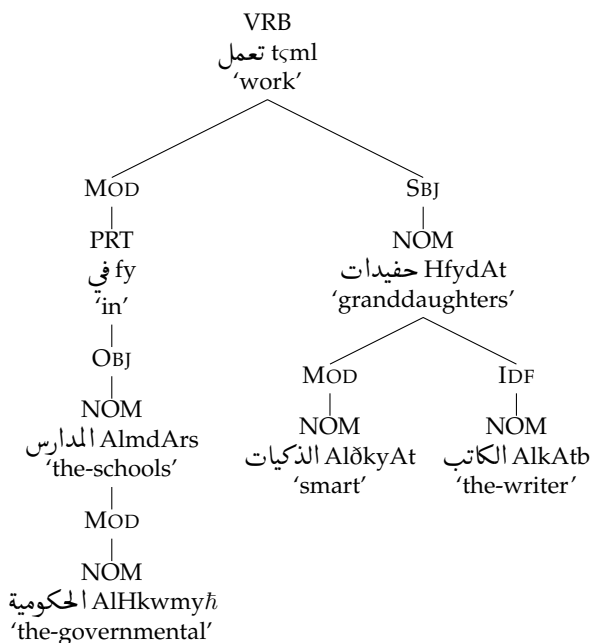 VRB
تعمل tςml
‘work’
MOD SBJ
PRT NOM
في fy حفيدات HfydAt
‘in’ ‘granddaughters’
OBJ MOD IDF
NOM NOM NOM
المدارس AlmdArs الذكيات AlðkyAt الكاتب AlkAtb
‘the-schools’ ‘smart’ ‘the-writer’
MOD
NOM
الحكومية AlHkwmyħ
‘the-governmental’